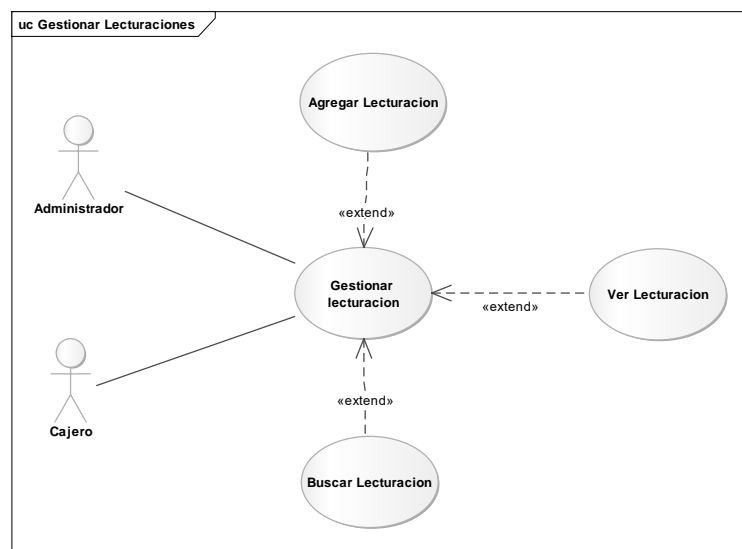 uc Gestionar Lecturaciones
Agregar Lecturacion
Administrador
«extend»
Gestionar
lecturacion
Ver Lecturacion
«extend»
Cajero
«extend»
Buscar Lecturacion